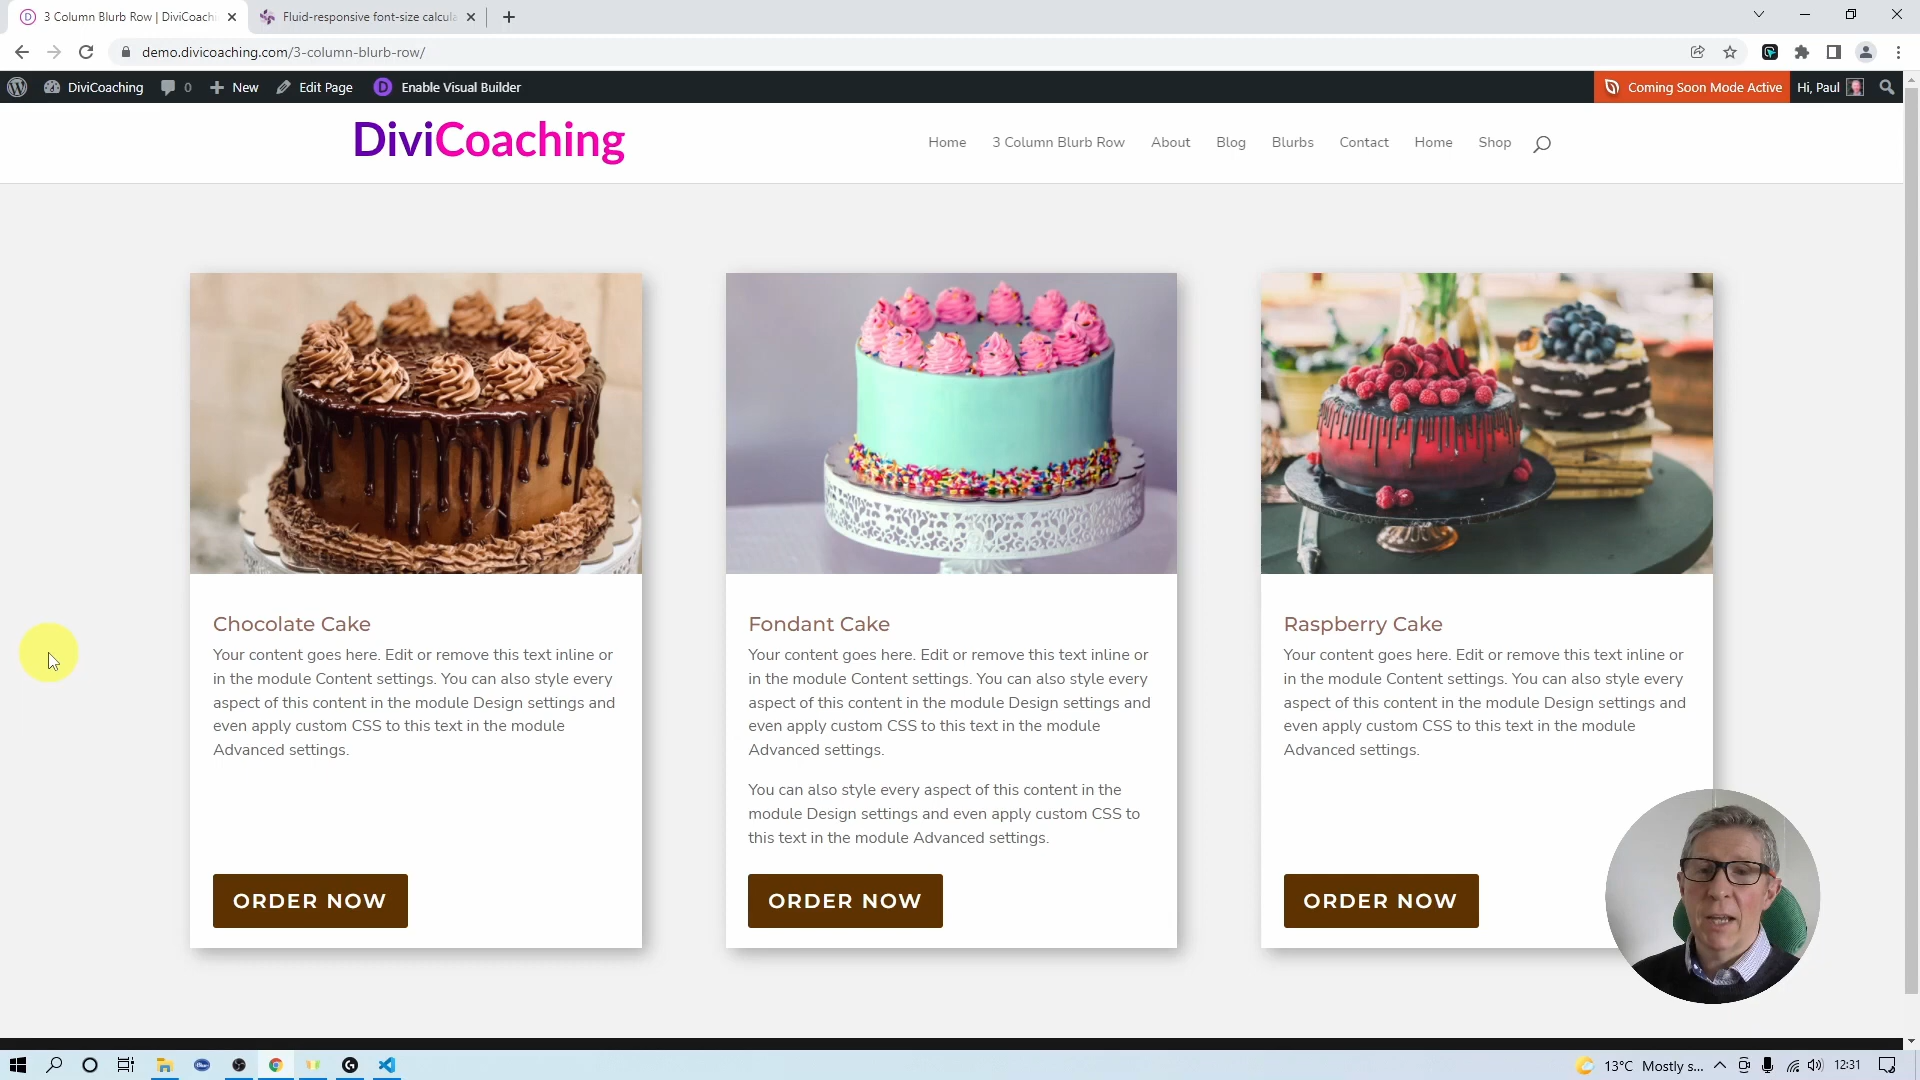 3 Column Blurb Row | DiviCoachi
Fluid-responsive font-size calcula
demo.divicoaching.com/3-column-blurb-row/
DiviCoaching
0
New
Edit Page
Enable Visual Builder
Coming Soon Mode Active
Hi, Paul
DiviCoaching
Home
3 Column Blurb Row
About
Blog
Blurbs
Contact
Home
Shop
Chocolate Cake
Your content goes here. Edit or remove this text inline or
in the module Content settings. You can also style every
aspect of this content in the module Design settings and
even apply custom CSS to this text in the module
Advanced settings.
ORDER NOW
Fondant Cake
Your content goes here. Edit or remove this text inline or
in the module Content settings. You can also style every
aspect of this content in the module Design settings and
even apply custom CSS to this text in the module
Advanced settings.
You can also style every aspect of this content in the
module Design settings and even apply custom CSS to
this text in the module Advanced settings.
ORDER NOW
Raspberry Cake
Your content goes here. Edit or remove this text inline or
in the module Content settings. You can also style every
aspect of this content in the module Design settings and
even apply custom CSS to this text in the module
Advanced settings.
ORDER NOW
13°C Mostly s...
12:31